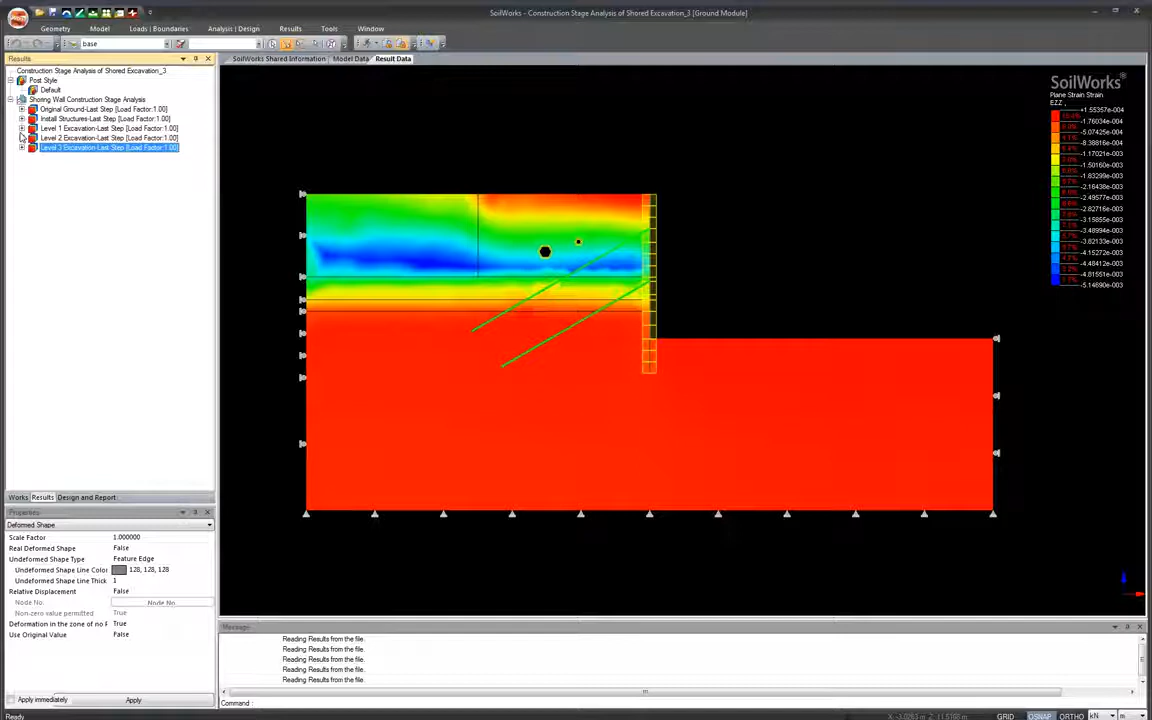 SoilWorks - Construction Stage Analysis of Shored Excavation_3 [Ground Module]
Geometry Model Loads | Boundaries Analysis | Design Results Tools Window
base
Results
SoilWorks Shared Information Model Data Result Data
Construction Stage Analysis of Shored Excavation_3
Post Style
Default
Shoring Wall Construction Stage Analysis
Original Ground-Last Step [Load Factor:1.00]
Install Structures-Last Step [Load Factor:1.00]
Level 1 Excavation-Last Step [Load Factor:1.00]
Level 2 Excavation-Last Step [Load Factor:1.00]
Level 3 Excavation-Last Step [Load Factor:1.00]
SoilWorks®
Plane Strain Strain
EZZ ,
+1.55357e-004
-1.76034e-004
-5.07425e-004
-8.38816e-004
-1.17021e-003
-1.50160e-003
-1.83299e-003
-2.16438e-003
-2.49577e-003
-2.82716e-003
-3.15855e-003
-3.48994e-003
-3.82133e-003
-4.15272e-003
-4.48412e-003
-4.81551e-003
-5.14690e-003
Works Results Design and Report
Properties
Deformed Shape
Scale Factor 1.000000
Real Deformed Shape False
Undeformed Shape Type Feature Edge
Undeformed Shape Line Color 128, 128, 128
Undeformed Shape Line Thick 1
Relative Displacement False
Node No. Node No.
Non-zero value permitted True
Deformation in the zone of no True
Use Original Value False
Apply immediately Apply
Message
Reading Results from the file.
Reading Results from the file.
Reading Results from the file.
Reading Results from the file.
Reading Results from the file.
Command :
Ready
GRID OSNAP ORTHO kN m